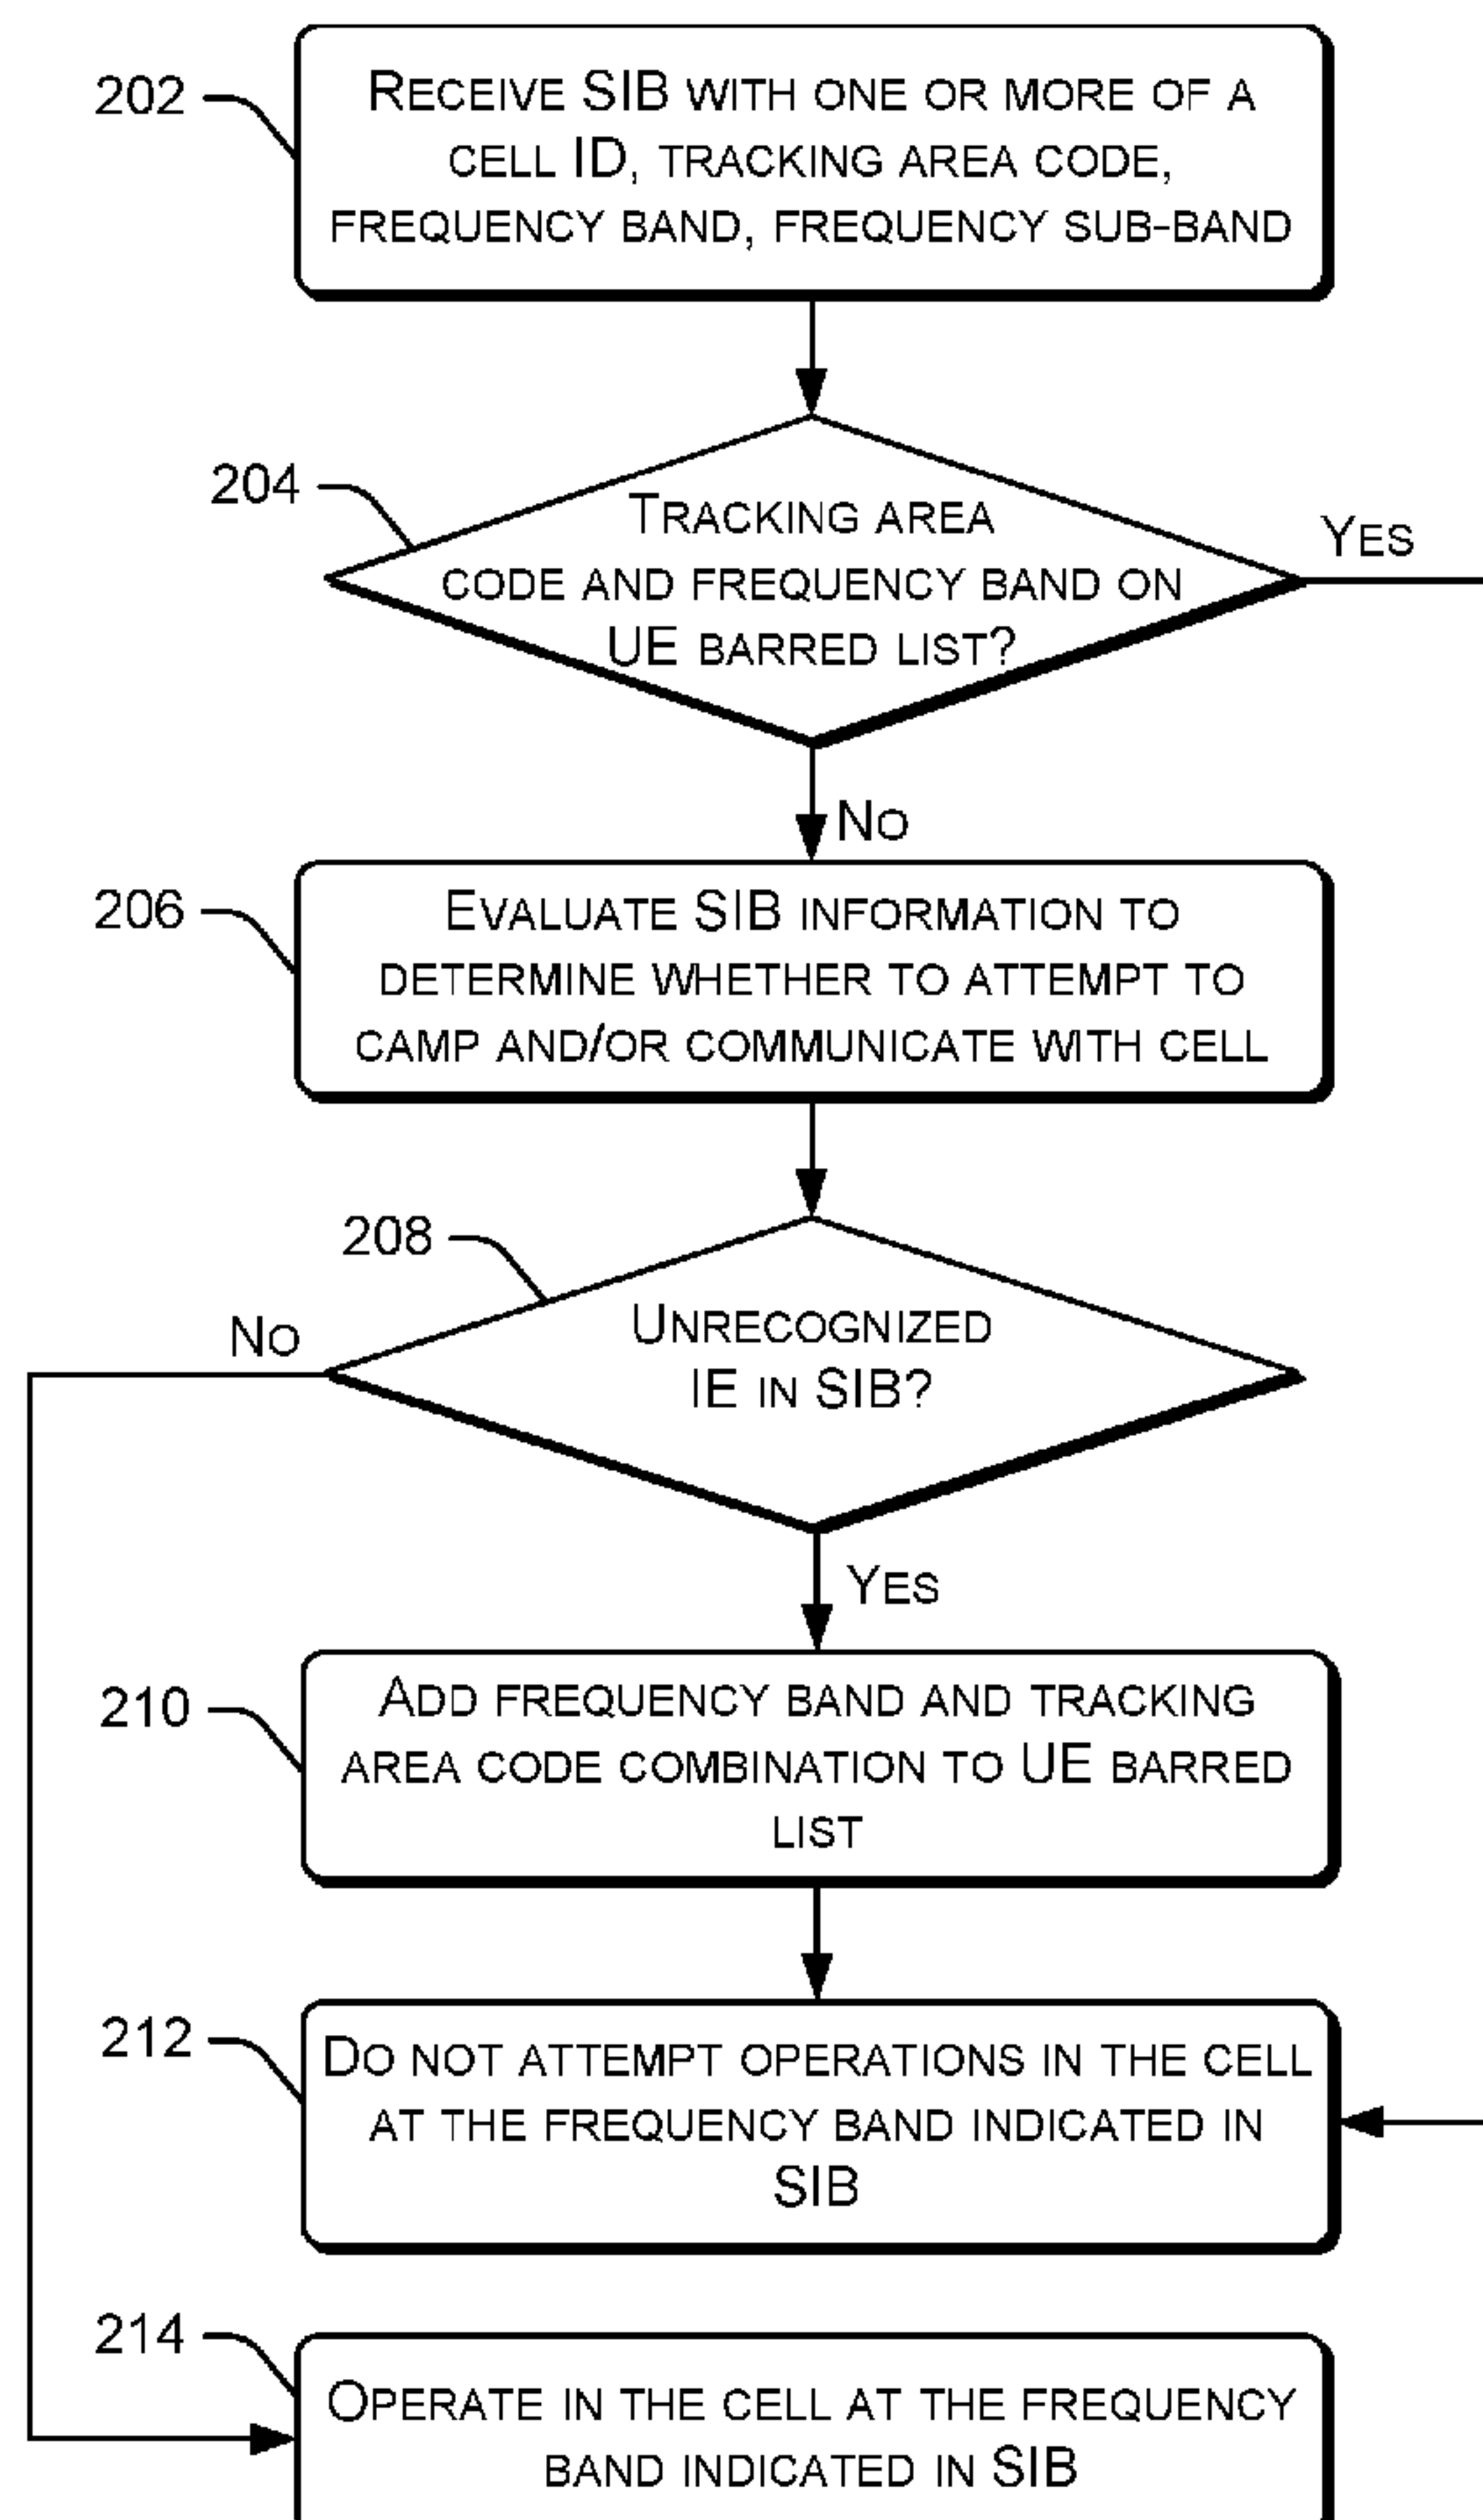 202
Receive SIB with one or more of a
cell ID, tracking area code,
frequency band, frequency sub-band
204
Tracking area
code and frequency band on
UE barred list?
Yes
No
206
Evaluate SIB information to
determine whether to attempt to
camp and/or communicate with cell
208
Unrecognized
IE in SIB?
No
Yes
210
Add frequency band and tracking
area code combination to UE barred
list
212
Do not attempt operations in the cell
at the frequency band indicated in
SIB
214
Operate in the cell at the frequency
band indicated in SIB